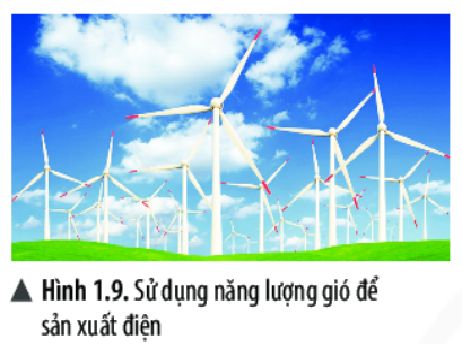 ▲ Hình 1.9. Sử dụng năng lượng gió để
sản xuất điện